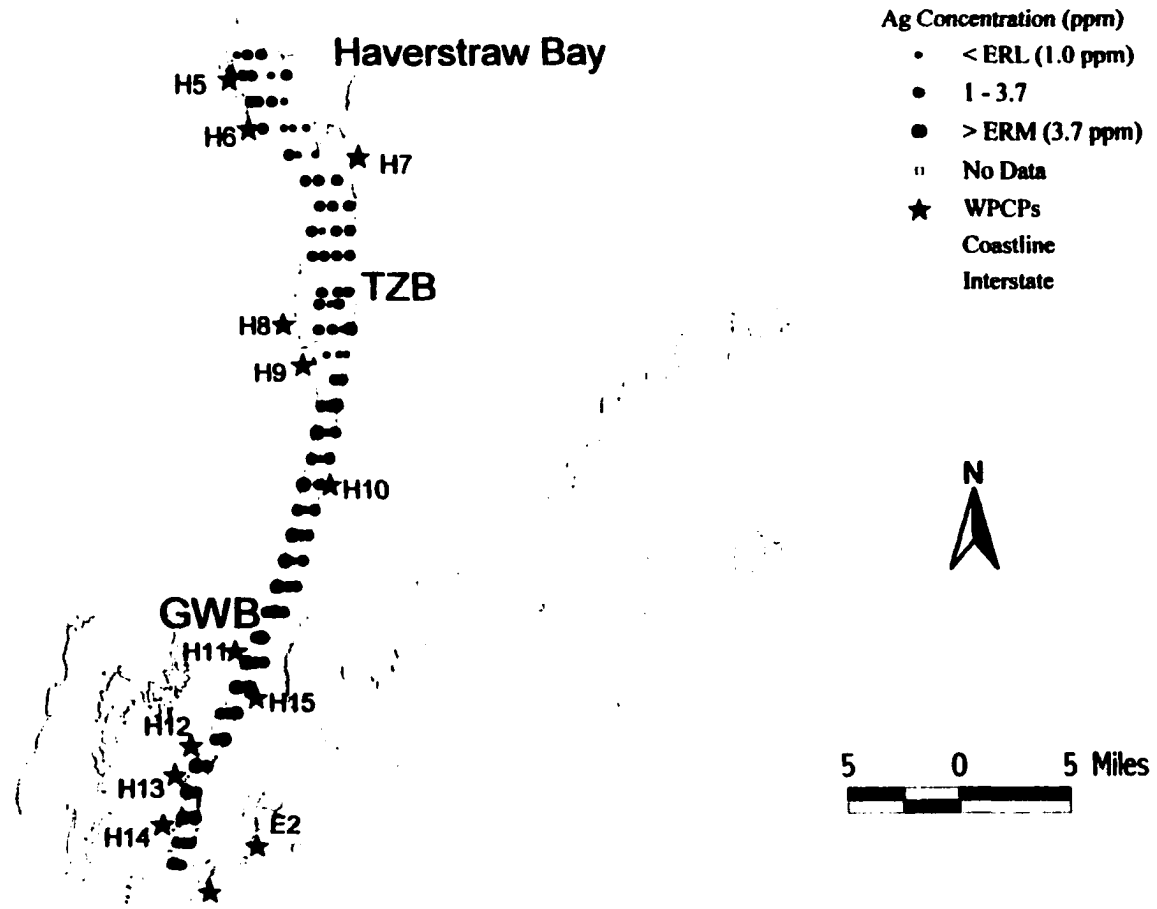 Ag Concentration (ppm)
< ERL (1.0 ppm)
1 - 3.7
> ERM (3.7 ppm)
No Data
WPCPs
Coastline
Interstate
Haverstraw Bay
H5
H6
H7
TZB
H8
H9
H10
N
GWB
H11
H15
H12
H13
H14
E2
5 0 5 Miles